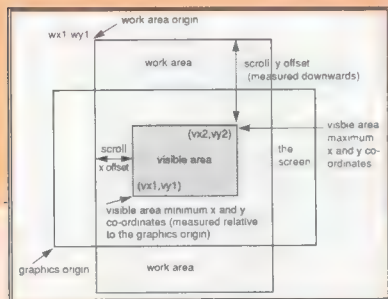 work area origin
wx1 wy1
work area
scroll y offset
(measured downwards)
(vx2,vy2)
visible area
maximum
x and y
co-ordinates
scroll
x offset
visible area
the
screen
(vx1,vy1)
visible area minimum x and y
co-ordinates (measured relative
to the graphics origin)
graphics origin
work area